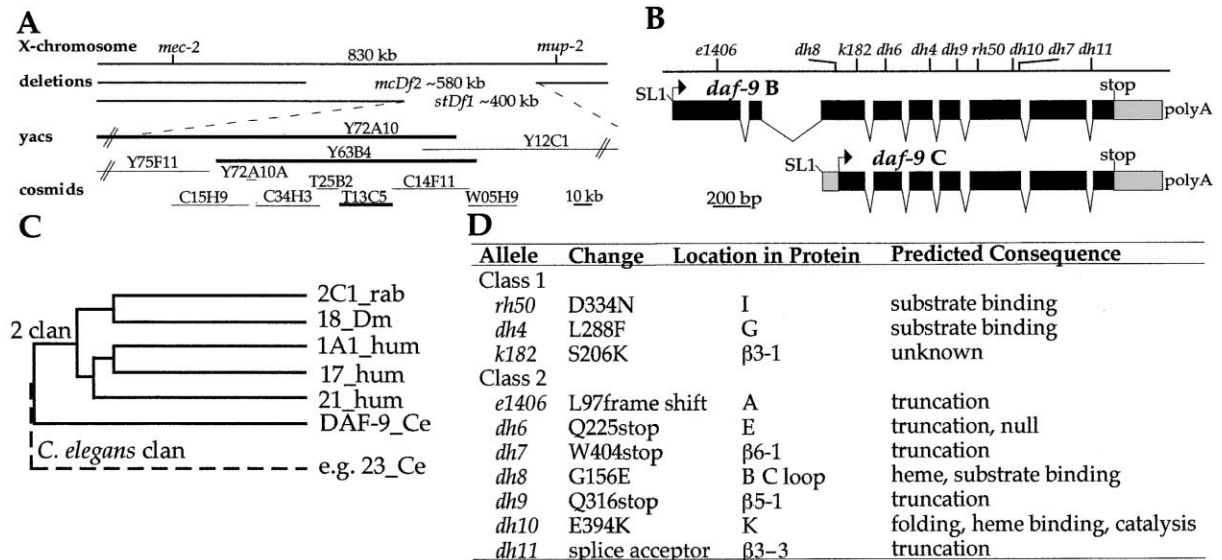 A
X-chromosome mec-2 mup-2
830 kb
deletions mcDf2 ~580 kb
stDf1 ~400 kb
yacs Y72A10 Y12C1
Y75F11 Y63B4
Y72A10A
cosmids T25B2 C14F11
C15H9 C34H3 T13C5 W05H9 10 kb
B
e1406 dh8 k182 dh6 dh4 dh9 rh50 dh10 dh7 dh11
SL1 daf-9 B stop
polyA
SL1 daf-9 C stop
polyA
200 bp
C
2 clan
2C1_rab
18_Dm
1A1_hum
17_hum
21_hum
DAF-9_Ce
C. elegans clan
e.g. 23_Ce
D
Allele Change Location in Protein Predicted Consequence
Class 1
rh50 D334N I substrate binding
dh4 L288F G substrate binding
k182 S206K β3-1 unknown
Class 2
e1406 L97frame shift A truncation
dh6 Q225stop E truncation, null
dh7 W404stop β6-1 truncation
dh8 G156E B C loop heme, substrate binding
dh9 Q316stop β5-1 truncation
dh10 E394K K folding, heme binding, catalysis
dh11 splice acceptor β3–3 truncation